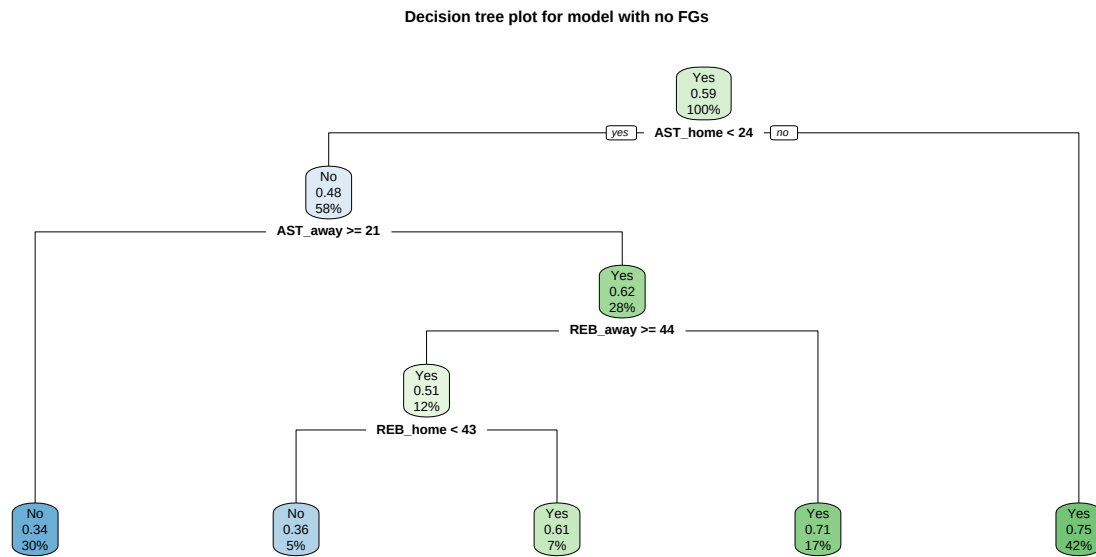 Decision tree plot for model with no FGs
Yes
0.59
100%
yes
AST_home < 24
no
No
0.48
58%
AST_away >= 21
Yes
0.62
28%
REB_away >= 44
Yes
0.51
12%
REB_home < 43
No
0.34
30%
No
0.36
5%
Yes
0.61
7%
Yes
0.71
17%
Yes
0.75
42%